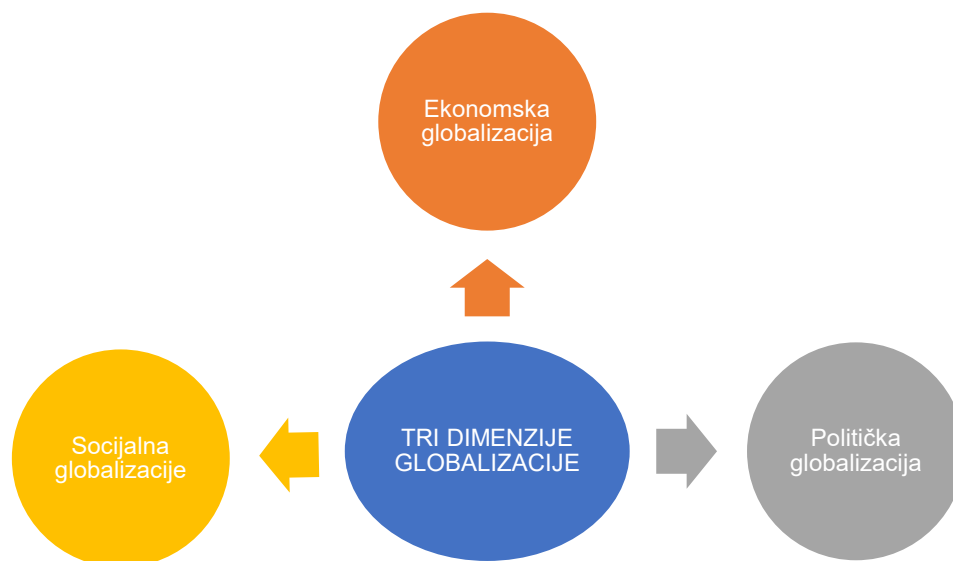 Ekonomska
globalizacija
Socijalna
globalizacije
TRI DIMENZIJE
GLOBALIZACIJE
Politička
globalizacija